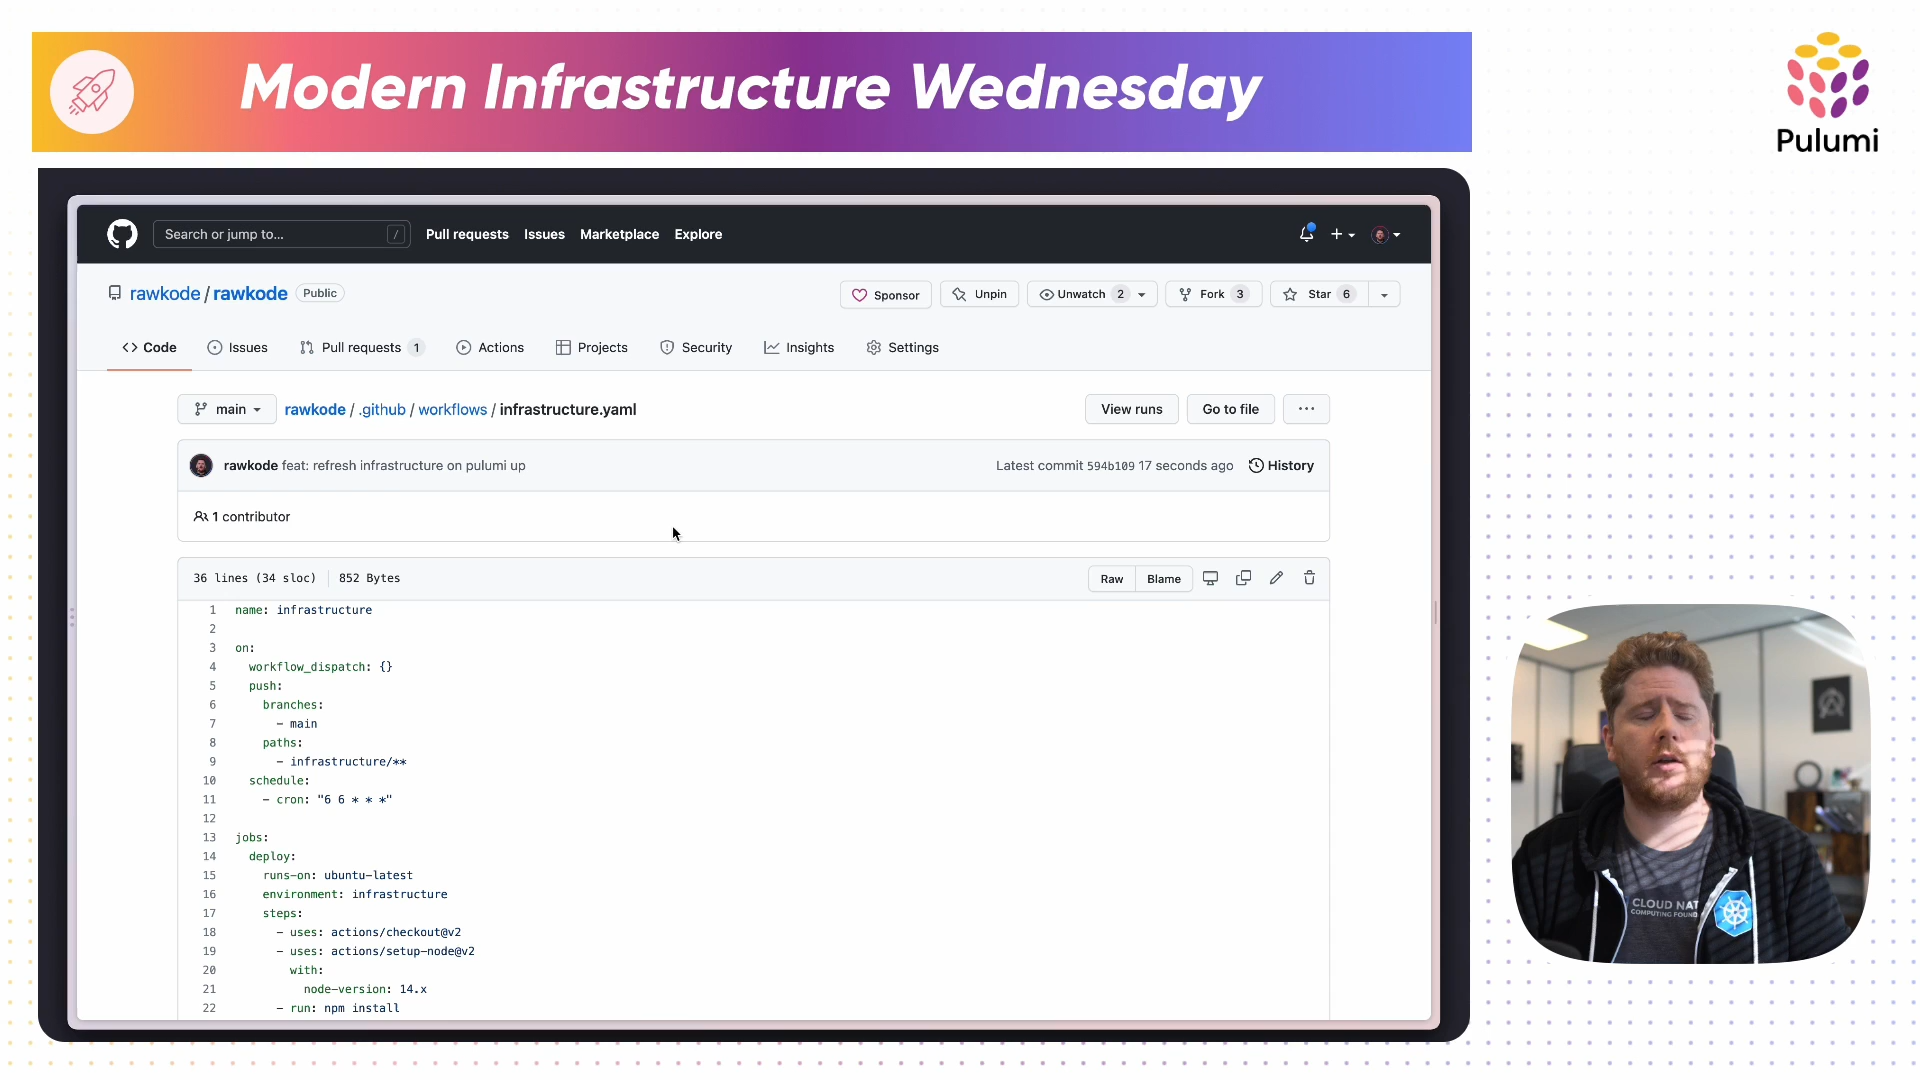 Modern Infrastructure Wednesday
Pulumi
Search or jump to... /
Pull requests Issues Marketplace Explore
rawkode / rawkode Public
Sponsor Unpin Unwatch 2 Fork 3 Star 6
Code Issues Pull requests 1 Actions Projects Security Insights Settings
main rawkode / .github / workflows / infrastructure.yaml
View runs Go to file ...
rawkode feat: refresh infrastructure on pulumi up Latest commit 594b109 17 seconds ago History
1 contributor
36 lines (34 sloc) 852 Bytes Raw Blame
1 name: infrastructure
2
3 on:
4 workflow_dispatch: {}
5 push:
6 branches:
7 - main
8 paths:
9 - infrastructure/**
10 schedule:
11 - cron: "6 6 * * *"
12
13 jobs:
14 deploy:
15 runs-on: ubuntu-latest
16 environment: infrastructure
17 steps:
18 - uses: actions/checkout@v2
19 - uses: actions/setup-node@v2
20 with:
21 node-version: 14.x
22 - run: npm install
CLOUD NAT
COMPUTING FOUND